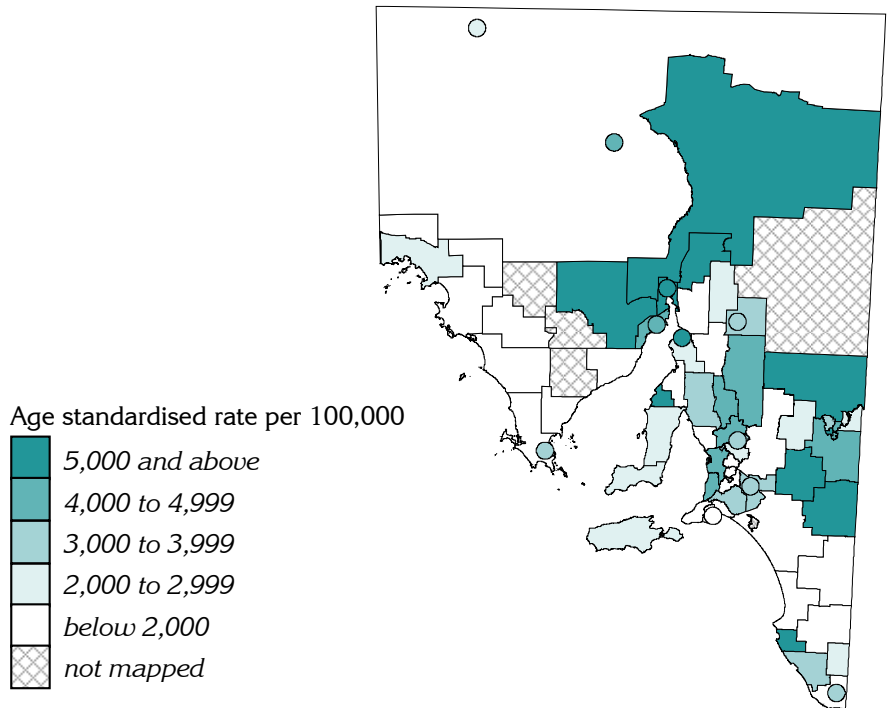 Age standardised rate per 100,000
5,000 and above
4,000 to 4,999
3,000 to 3,999
2,000 to 2,999
below 2,000
not mapped